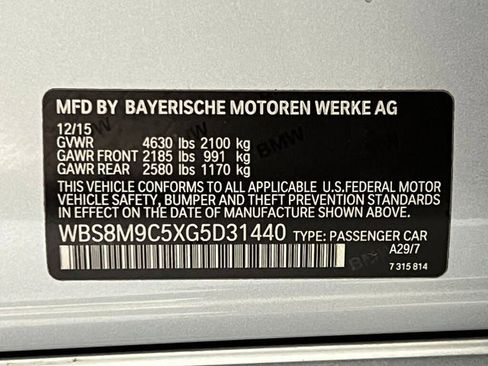 MFD BY BAYERISCHE MOTOREN WERKE AG
12/15
GVWR 4630 lbs 2100 kg
GAWR FRONT 2185 lbs 991 kg
GAWR REAR 2580 lbs 1170 kg
THIS VEHICLE CONFORMS TO ALL APPLICABLE U.S.FEDERAL MOTOR
VEHICLE SAFETY, BUMPER, AND THEFT PREVENTION STANDARDS
IN EFFECT ON THE DATE OF MANUFACTURE SHOWN ABOVE.
WBS8M9C5XG5D31440 TYPE: PASSENGER CAR
A29/7
7 315 814